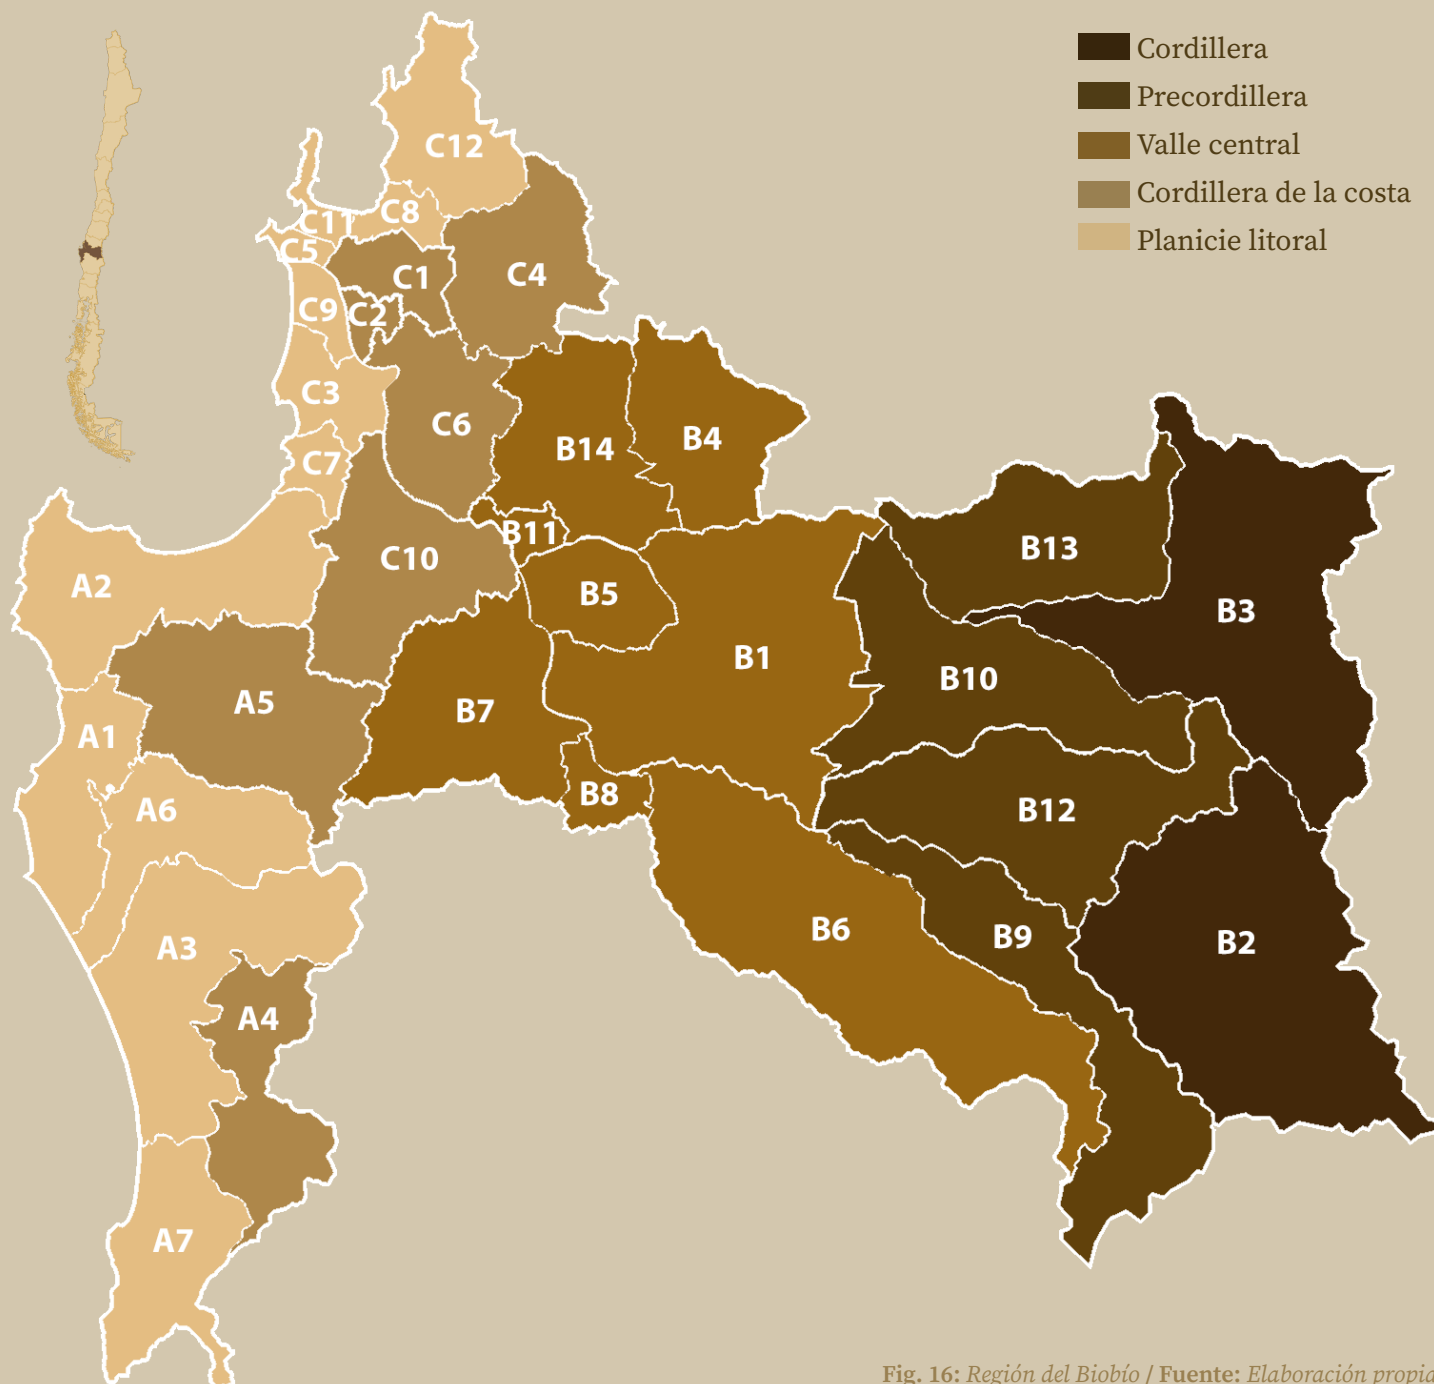 Cordillera
Precordillera
Valle central
Cordillera de la costa
Planicie litoral
C12
C11
C8
C5
C1
C4
C9
C2
C3
C6
B14
B4
C7
B11
B13
C10
A2
B5
B3
B1
B10
A5
B7
A1
B8
A6
B12
B6
B9
B2
A3
A4
A7
Fig. 16: Región del Biobío / Fuente: Elaboración propia